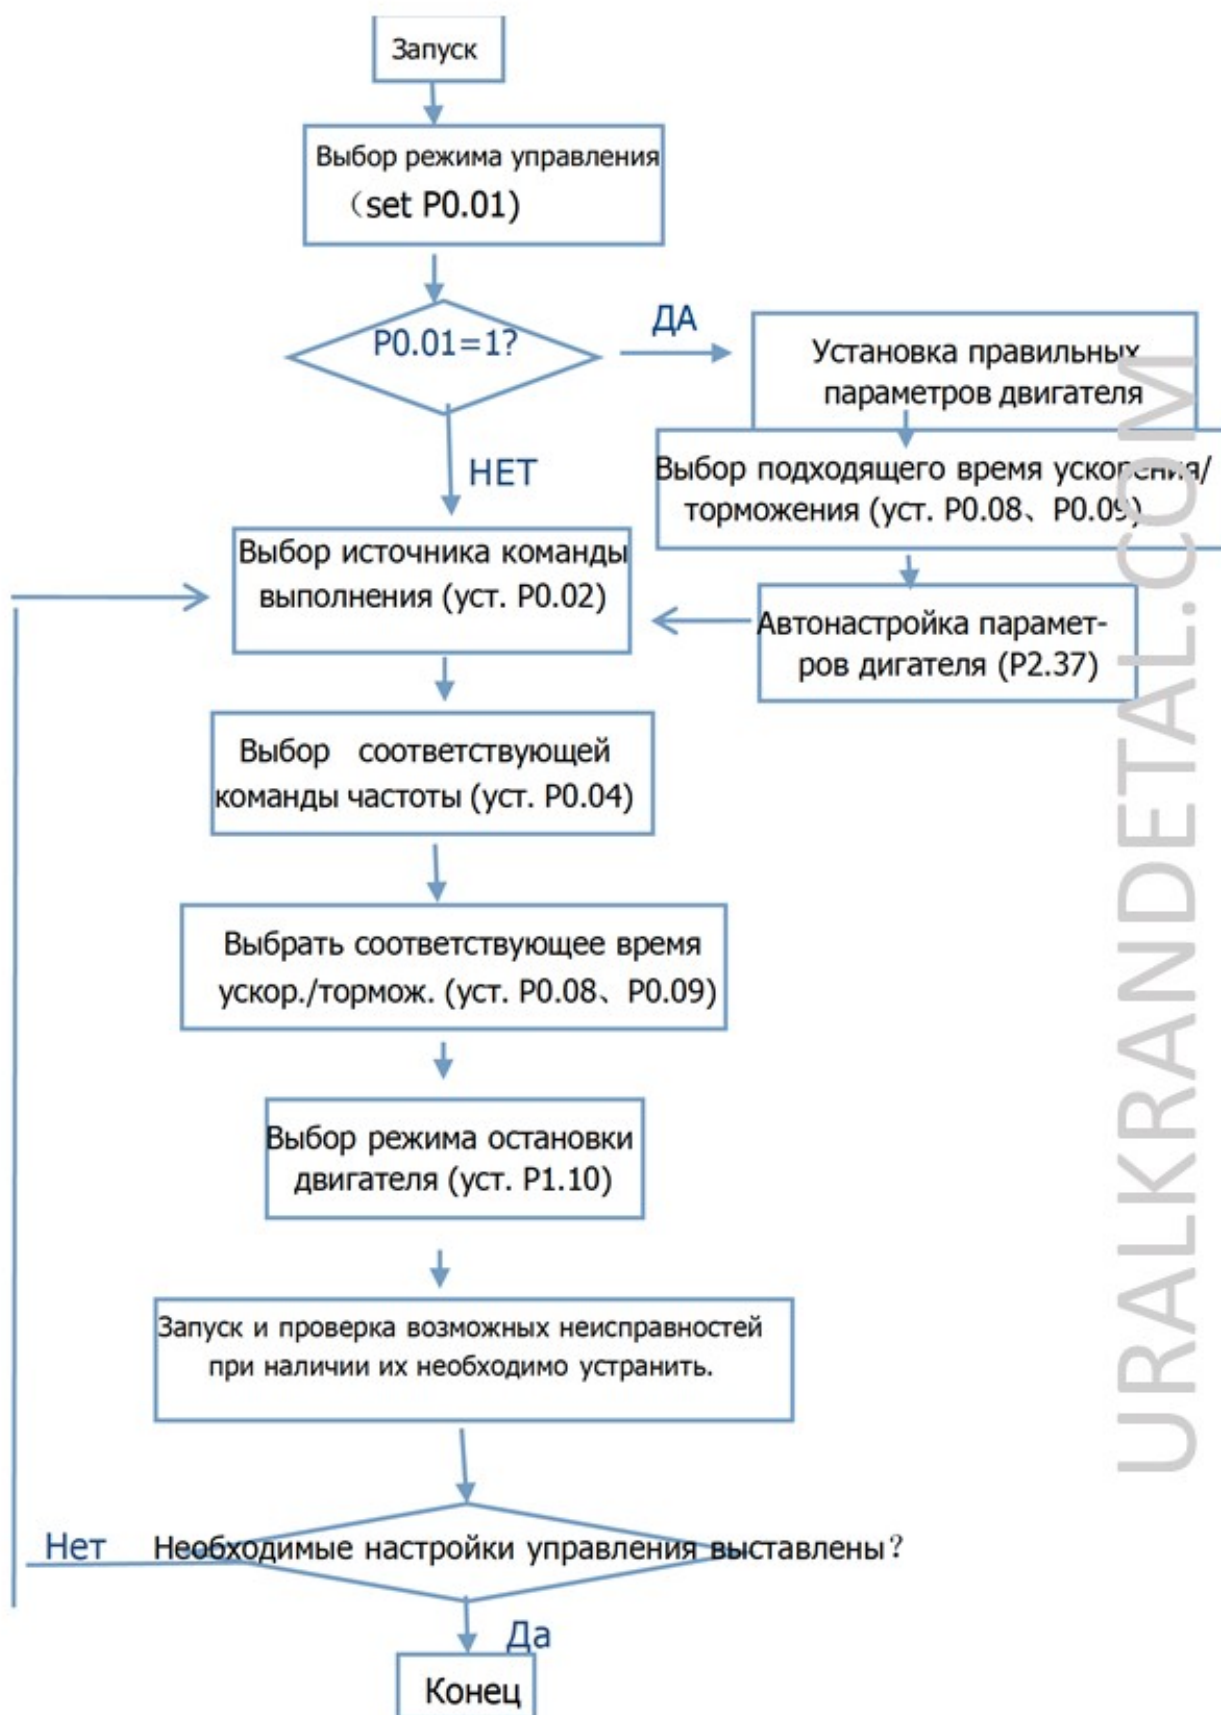 Запуск
Выбор режима управления
（set P0.01)
P0.01=1?
ДА
Установка правильных
параметров двигателя
НЕТ
Выбор подходящего время ускорения/
торможения (уст. P0.08、P0.09)
Выбор источника команды
выполнения (уст. P0.02)
Автонастройка парамет-
ров дигателя (P2.37)
Выбор соответствующей
команды частоты (уст. P0.04)
Выбрать соответствующее время
ускор./тормож. (уст. P0.08、P0.09)
Выбор режима остановки
двигателя (уст. P1.10)
Запуск и проверка возможных неисправностей
при наличии их необходимо устранить.
Нет
Необходимые настройки управления выставлены？
Да
Конец
URALKRANDETAL.COM